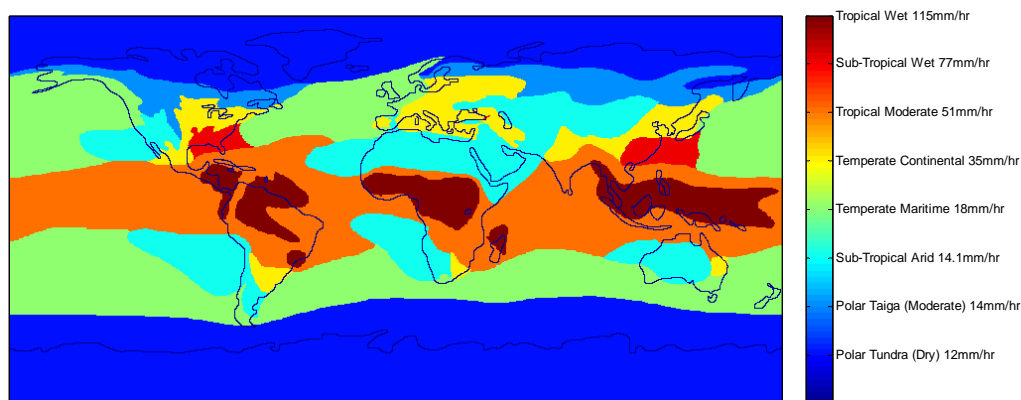 Tropical Wet 115mm/hr
Sub-Tropical Wet 77mm/hr
Tropical Moderate 51mm/hr
Temperate Continental 35mm/hr
Temperate Maritime 18mm/hr
Sub-Tropical Arid 14.1mm/hr
Polar Taiga (Moderate) 14mm/hr
Polar Tundra (Dry) 12mm/hr